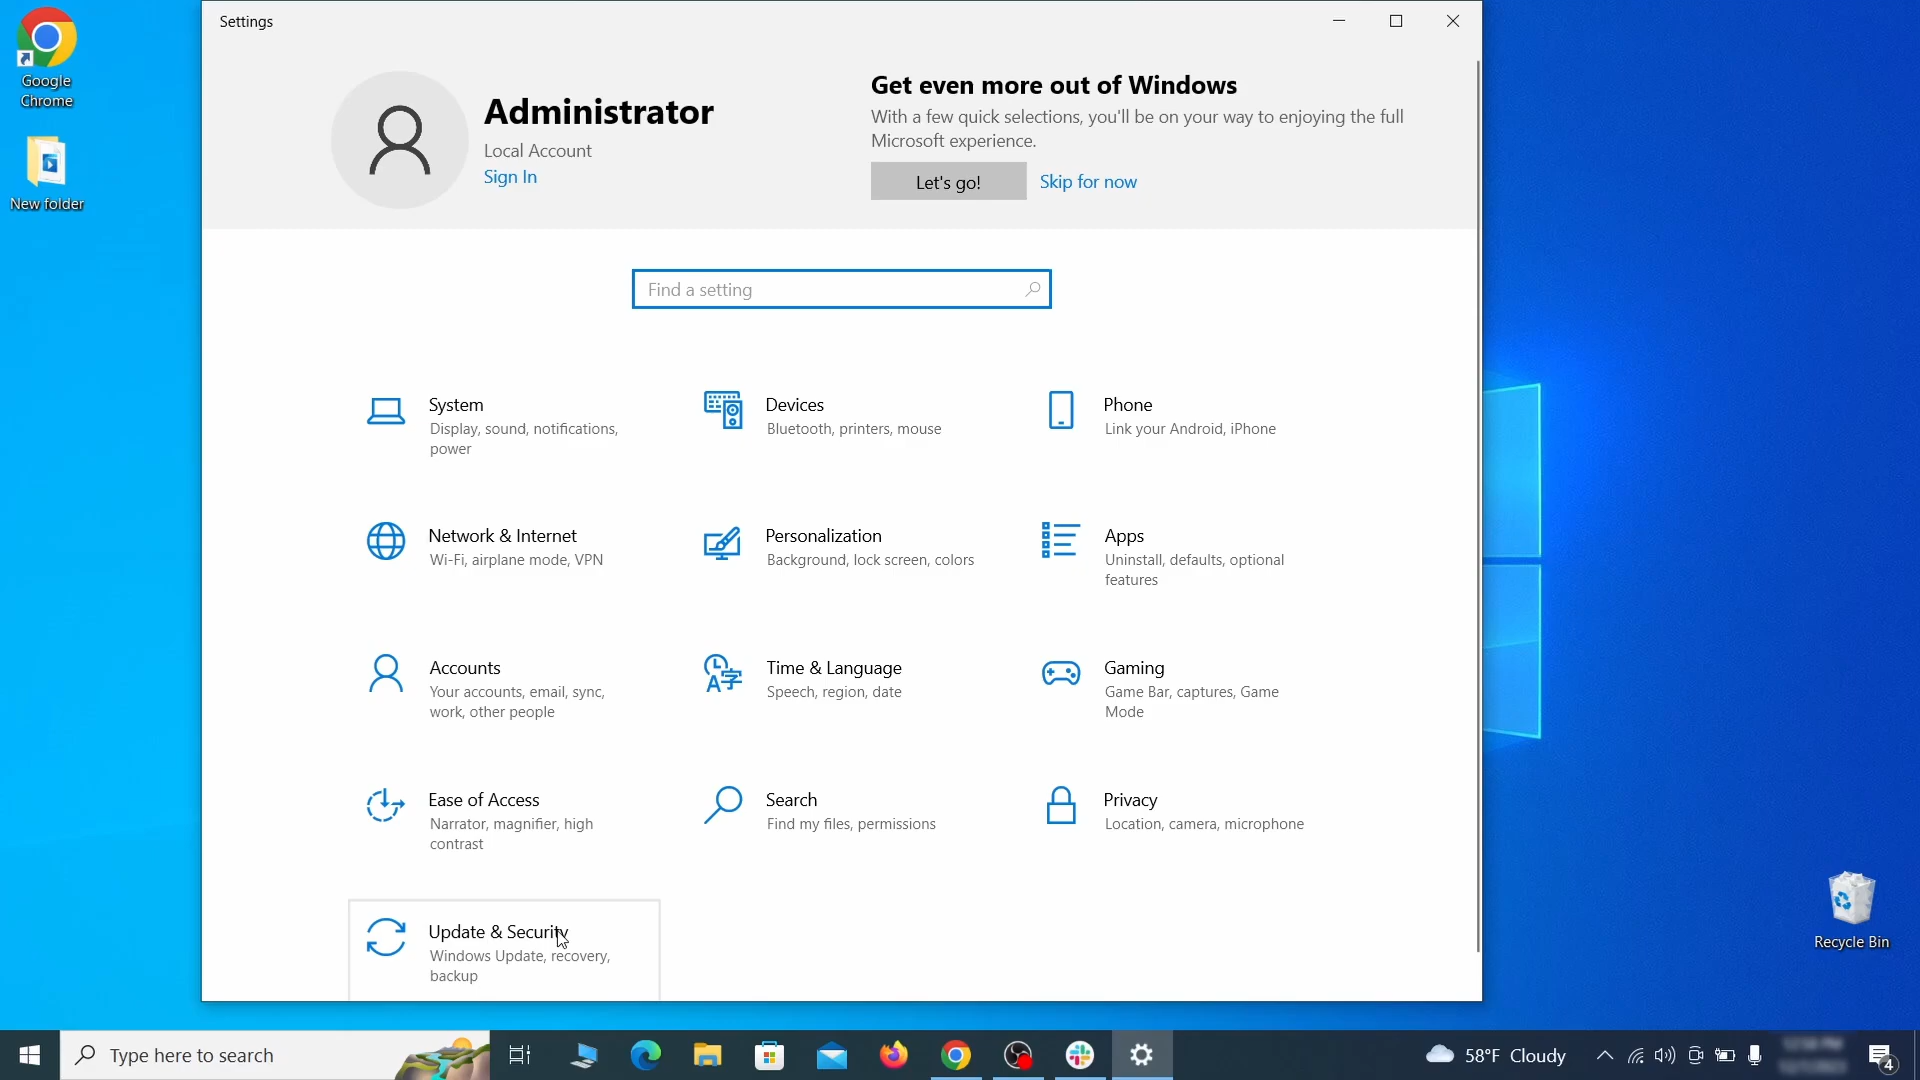 Settings
Google
Chrome
New folder
Administrator
Local Account
Sign In
Get even more out of Windows
With a few quick selections, you'll be on your way to enjoying the full
Microsoft experience.
Let's go!
Skip for now
Find a setting
System
Display, sound, notifications,
power
Devices
Bluetooth, printers, mouse
Phone
Link your Android, iPhone
Network & Internet
Wi-Fi, airplane mode, VPN
Personalization
Background, lock screen, colors
Apps
Uninstall, defaults, optional
features
Accounts
Your accounts, email, sync,
work, other people
Time & Language
Speech, region, date
Gaming
Game Bar, captures, Game
Mode
Ease of Access
Narrator, magnifier, high
contrast
Search
Find my files, permissions
Privacy
Location, camera, microphone
Update & Security
Windows Update, recovery,
backup
Recycle Bin
Type here to search
58°F Cloudy
4